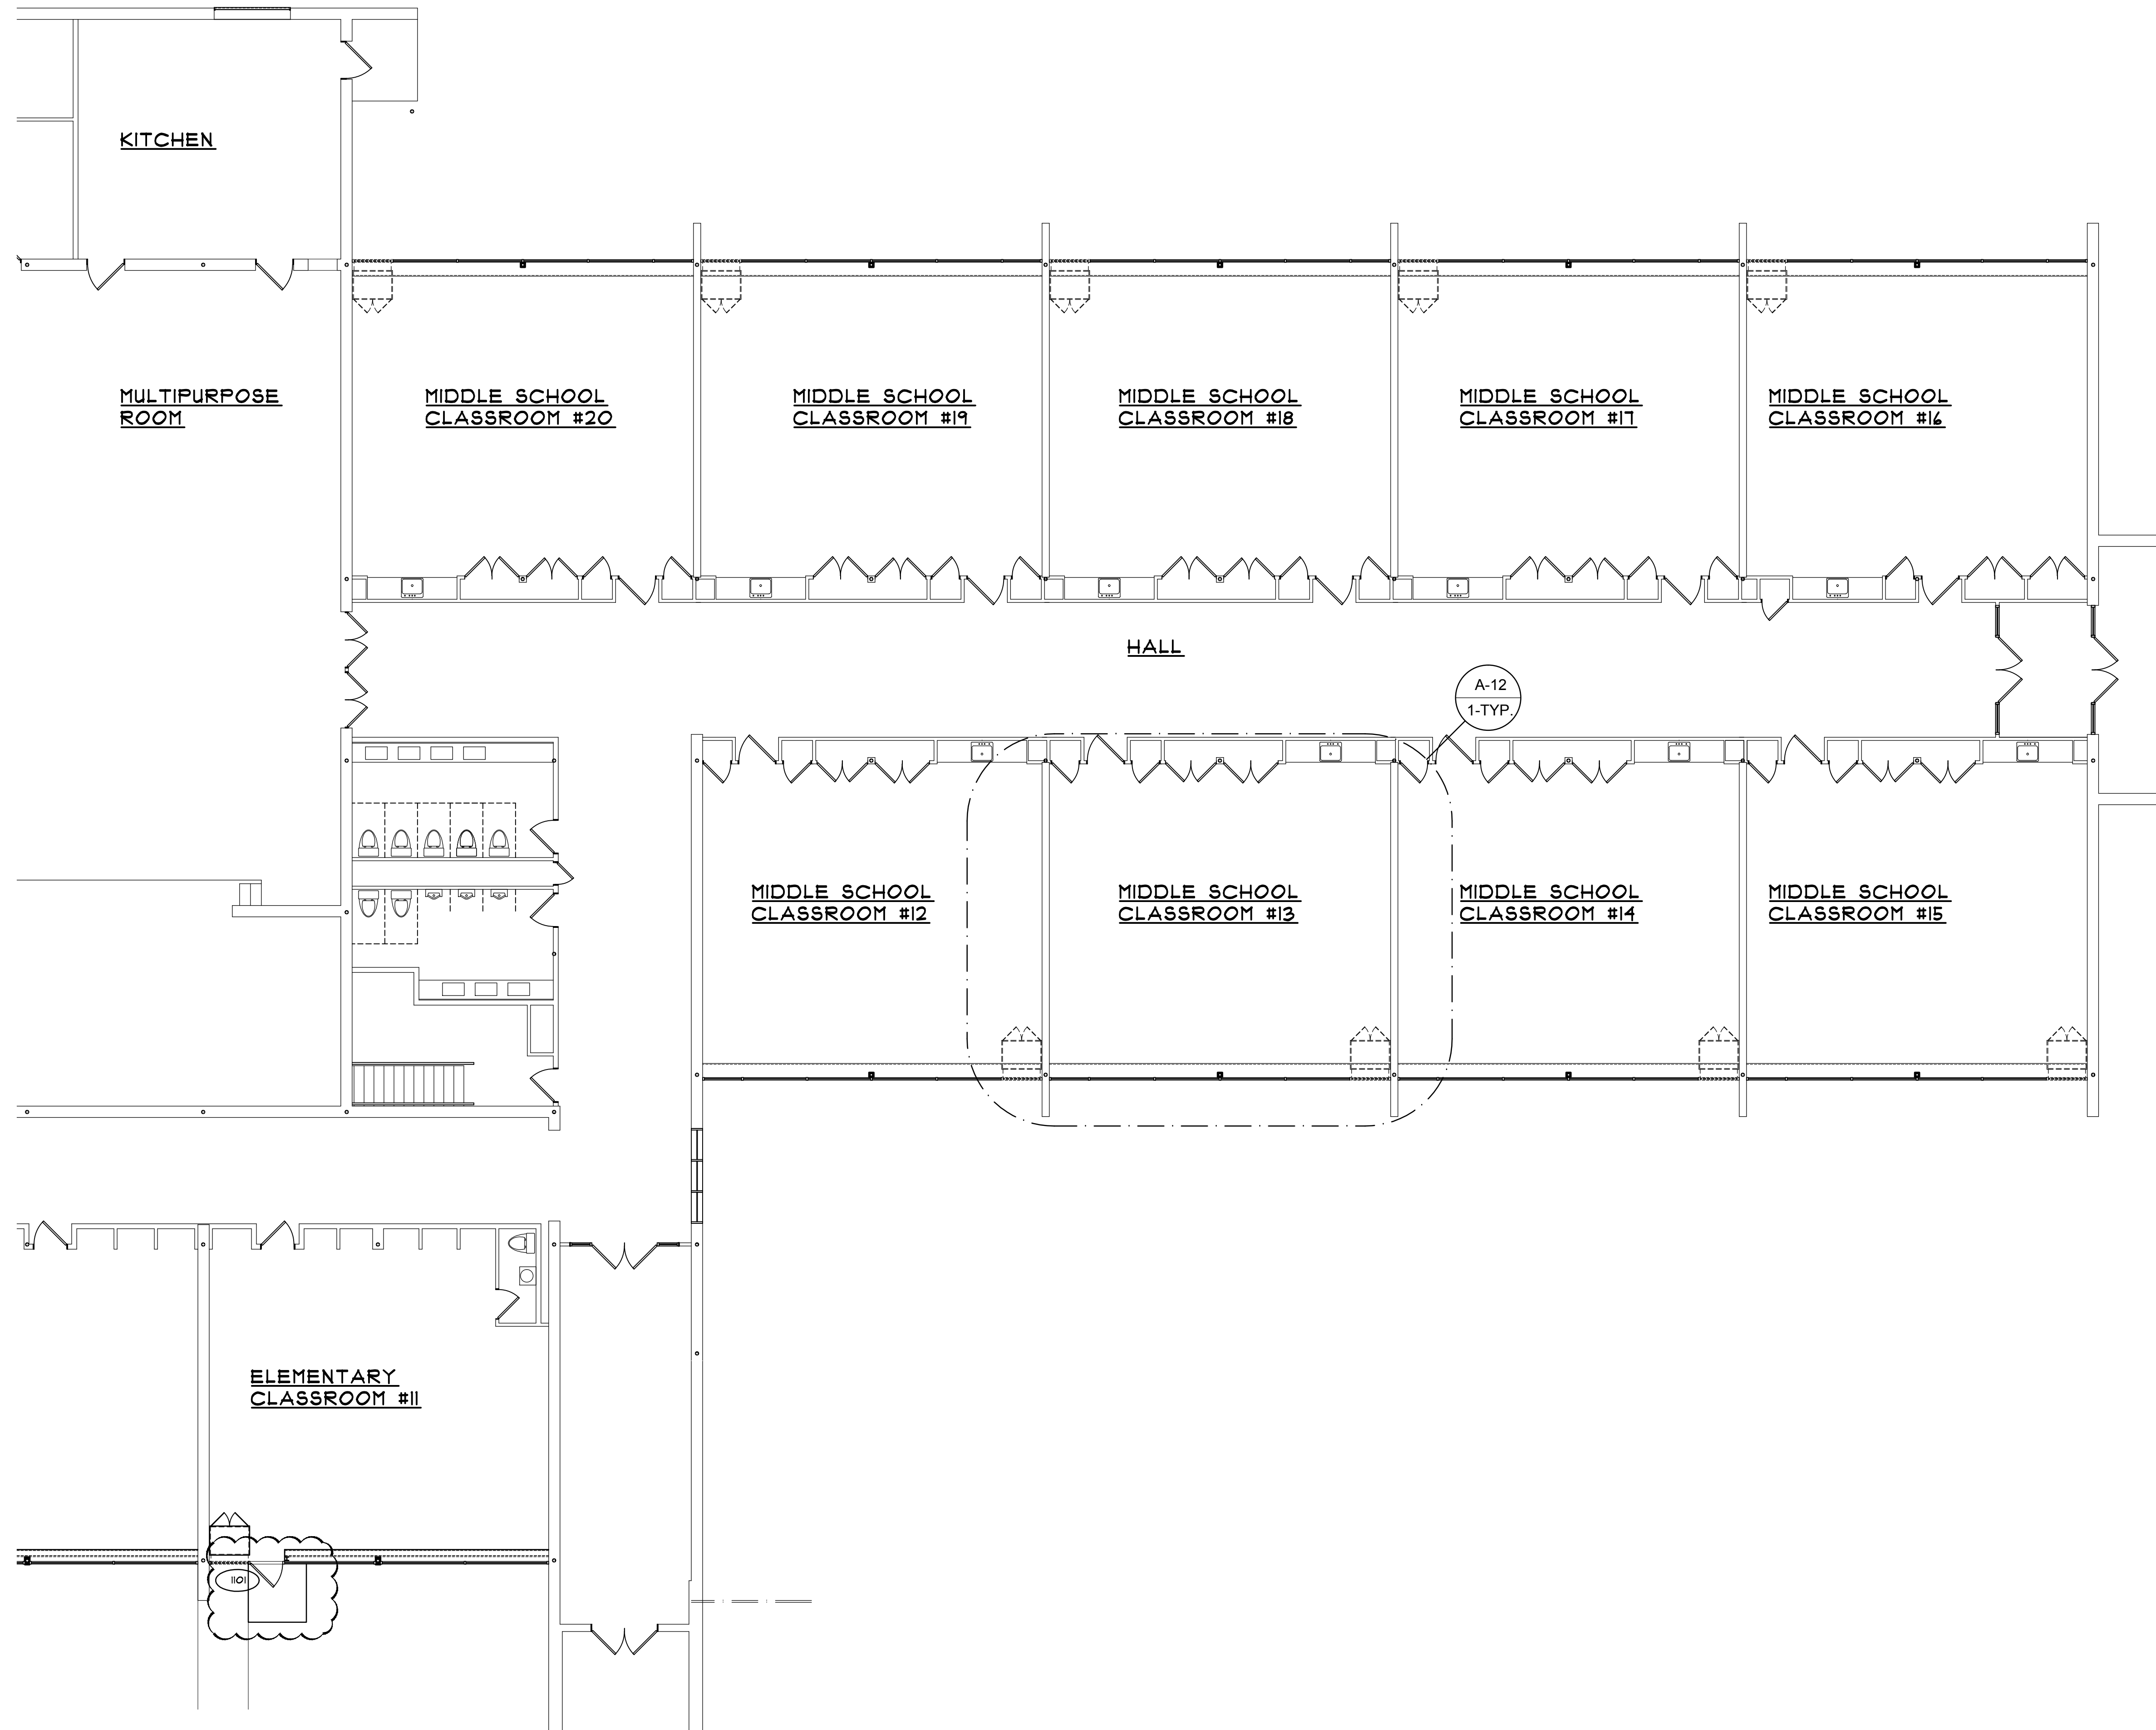 KITCHEN
MULTIPURPOSE
ROOM
MIDDLE SCHOOL
CLASSROOM #20
MIDDLE SCHOOL
CLASSROOM #19
MIDDLE SCHOOL
CLASSROOM #18
MIDDLE SCHOOL
CLASSROOM #17
MIDDLE SCHOOL
CLASSROOM #16
HALL
A-12
1-TYP.
MIDDLE SCHOOL
CLASSROOM #12
MIDDLE SCHOOL
CLASSROOM #13
MIDDLE SCHOOL
CLASSROOM #14
MIDDLE SCHOOL
CLASSROOM #15
ELEMENTARY
CLASSROOM #11
1101